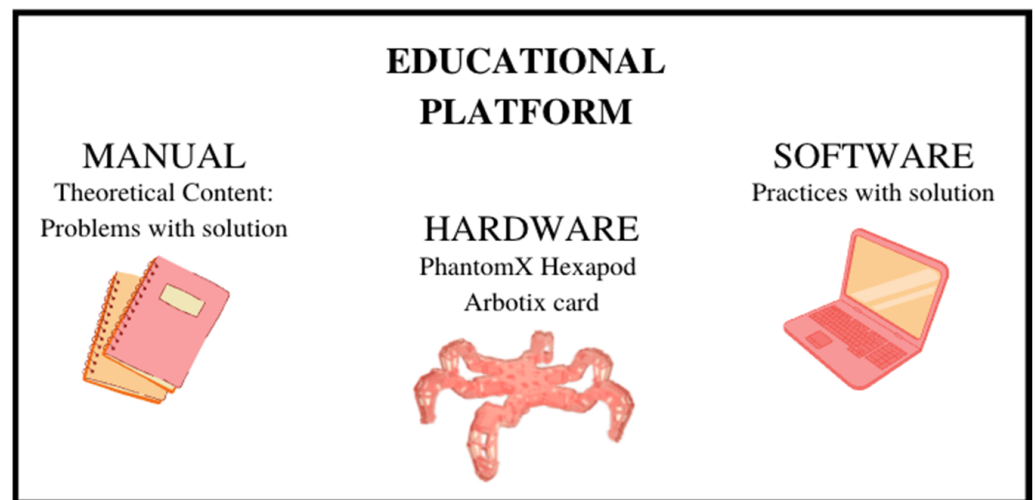 EDUCATIONAL
PLATFORM
MANUAL
Theoretical Content:
Problems with solution
HARDWARE
PhantomX Hexapod
Arbotix card
SOFTWARE
Practices with solution